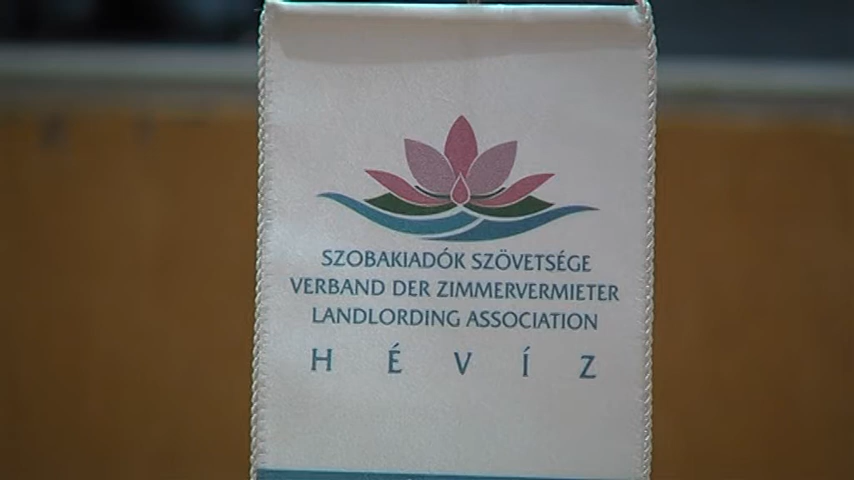 SZOBAKIADÓK SZÖVETSÉGE
VERBAND DER ZIMMERVERMIETER
LANDLORDING ASSOCIATION
HÉVÍZ